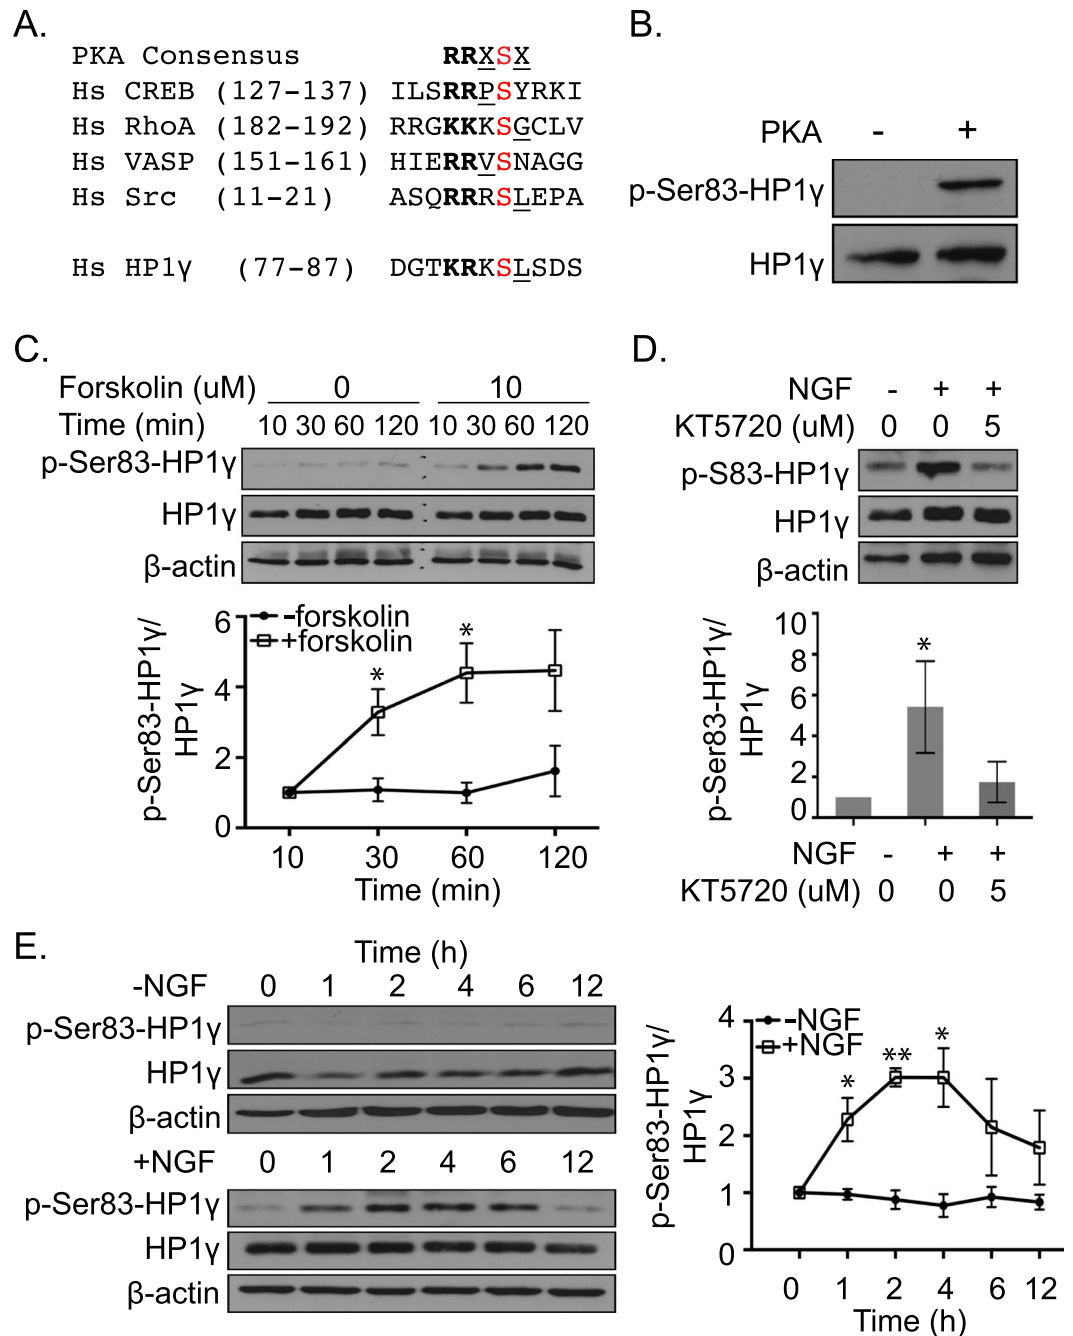 A.
PKA Consensus RRXSX
Hs CREB (127-137) ILSRRPSYRKI
Hs RhoA (182-192) RRGKKKSGCLV
Hs VASP (151-161) HIERRVSNAGG
Hs Src (11-21) ASQRRRSLEPA
Hs HP1γ (77-87) DGTKRKSLSDS
B.
PKA - +
p-Ser83-HP1γ
HP1γ
C.
Forskolin (uM) 0 10
Time (min) 10 30 60 120 10 30 60 120
p-Ser83-HP1γ
HP1γ
β-actin
p-Ser83-HP1γ/
HP1γ
6
4
2
0
-forskolin
+forskolin
*
*
10 30 60 120
Time (min)
D.
NGF - + +
KT5720 (uM) 0 0 5
p-S83-HP1γ
HP1γ
β-actin
p-Ser83-HP1γ/
HP1γ
10
8
6
4
2
0
*
NGF - + +
KT5720 (uM) 0 0 5
E.
Time (h)
-NGF 0 1 2 4 6 12
p-Ser83-HP1γ
HP1γ
β-actin
+NGF 0 1 2 4 6 12
p-Ser83-HP1γ
HP1γ
β-actin
p-Ser83-HP1γ/
HP1γ
4
3
2
1
0
-NGF
+NGF
*
**
*
0 1 2 4 6 12
Time (h)